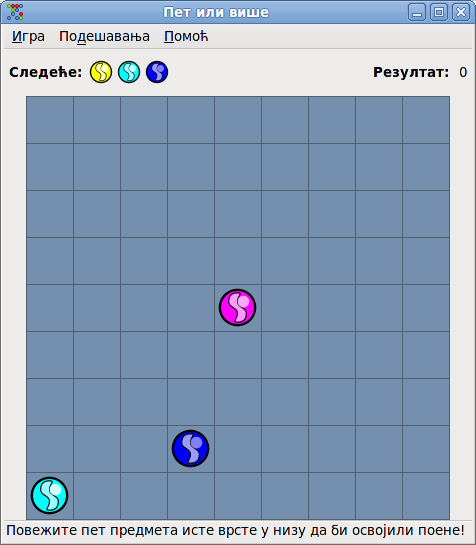 Пет или више
Игра Подешавања Помоћ
Следеће: Резултат: 0
Повежите пет предмета исте врсте у низу да би освојили поене!